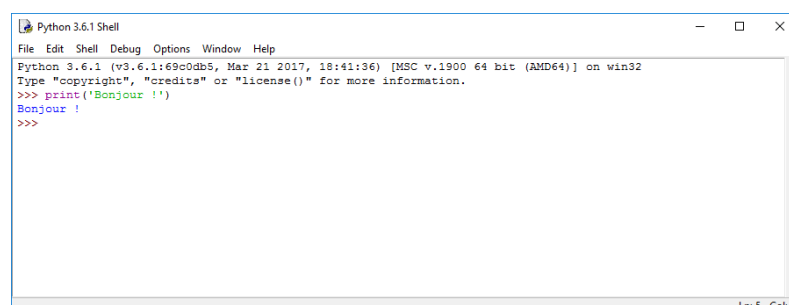 Python 3.6.1 Shell
File Edit Shell Debug Options Window Help
Python 3.6.1 (v3.6.1:69c0db5, Mar 21 2017, 18:41:36) [MSC v.1900 64 bit (AMD64)] on win32
Type "copyright", "credits" or "license()" for more information.
>>> print('Bonjour !')
Bonjour !
>>>